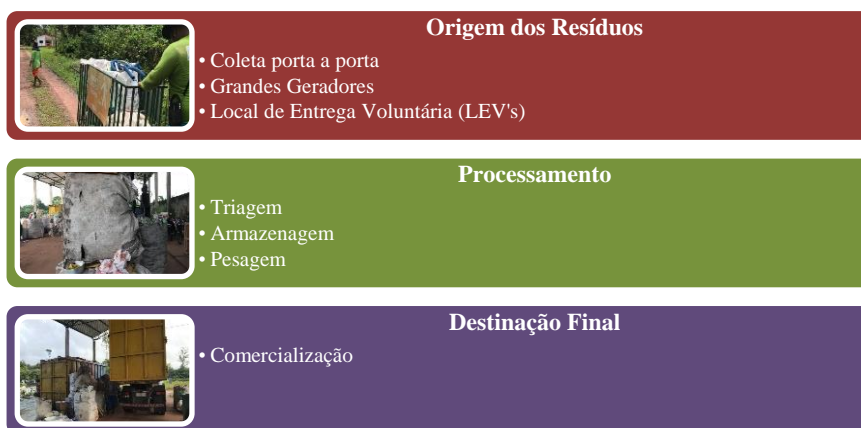 Origem dos Resíduos
• Coleta porta a porta
• Grandes Geradores
• Local de Entrega Voluntária (LEV's)
Processamento
• Triagem
• Armazenagem
• Pesagem
Destinação Final
• Comercialização